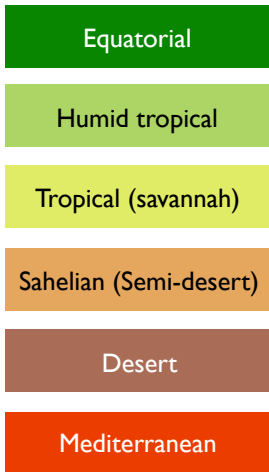 Equatorial
Humid tropical
Tropical (savannah)
Sahelian (Semi-desert)
Desert
Mediterranean